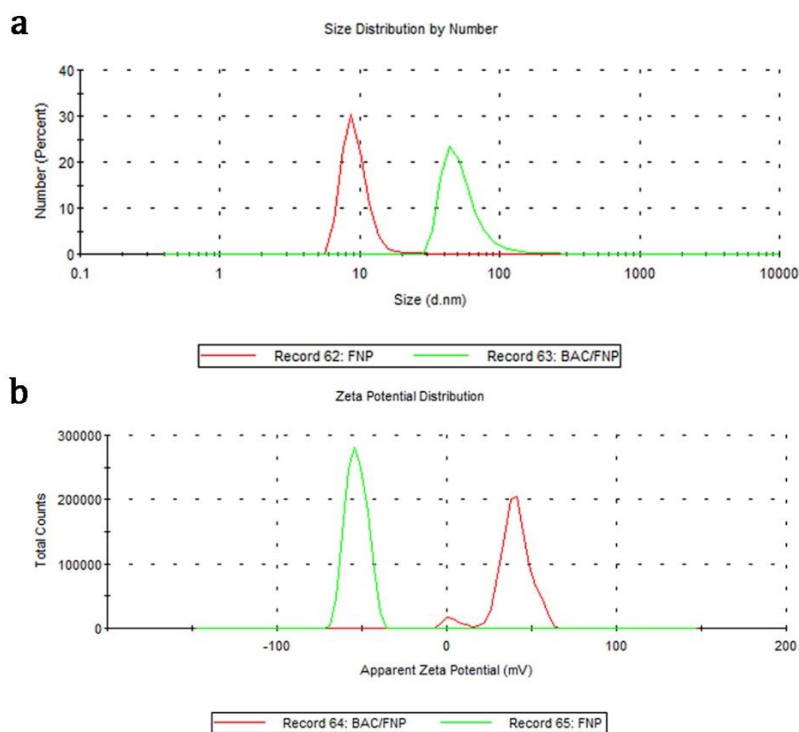 a
Size Distribution by Number
40
30
20
10
0
Number (Percent)
0.1 1 10 100 1000 10000
Size (d.nm)
Record 62: FNP Record 63: BAC/FNP
b
Zeta Potential Distribution
300000
200000
100000
0
Total Counts
-100 0 100 200
Apparent Zeta Potential (mV)
Record 64: BAC/FNP Record 65: FNP